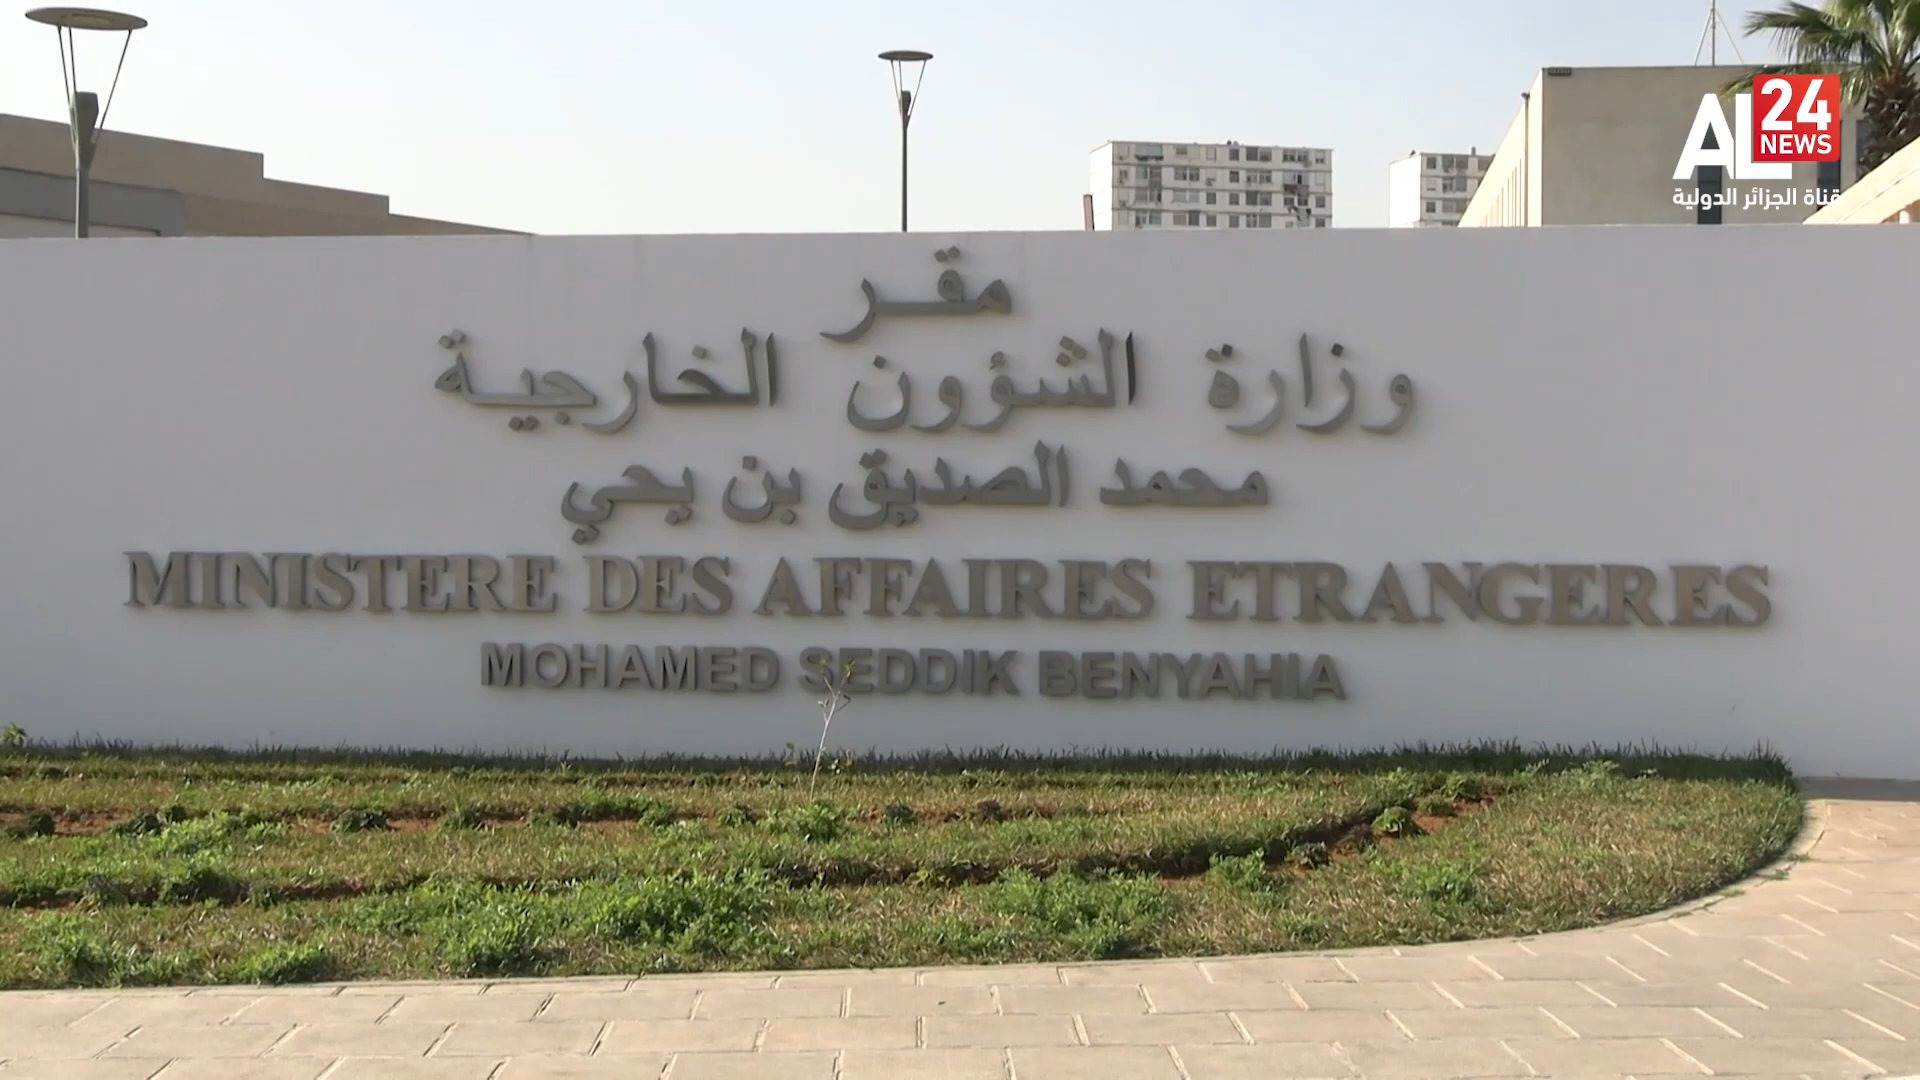 AL
24
NEWS
قناة الجزائر الدولية
مقر
وزارة الشؤون الخارجية
محمد الصديق بن يحي
MINISTERE DES AFFAIRES ETRANGERES
MOHAMED SEDDIK BENYAHIA